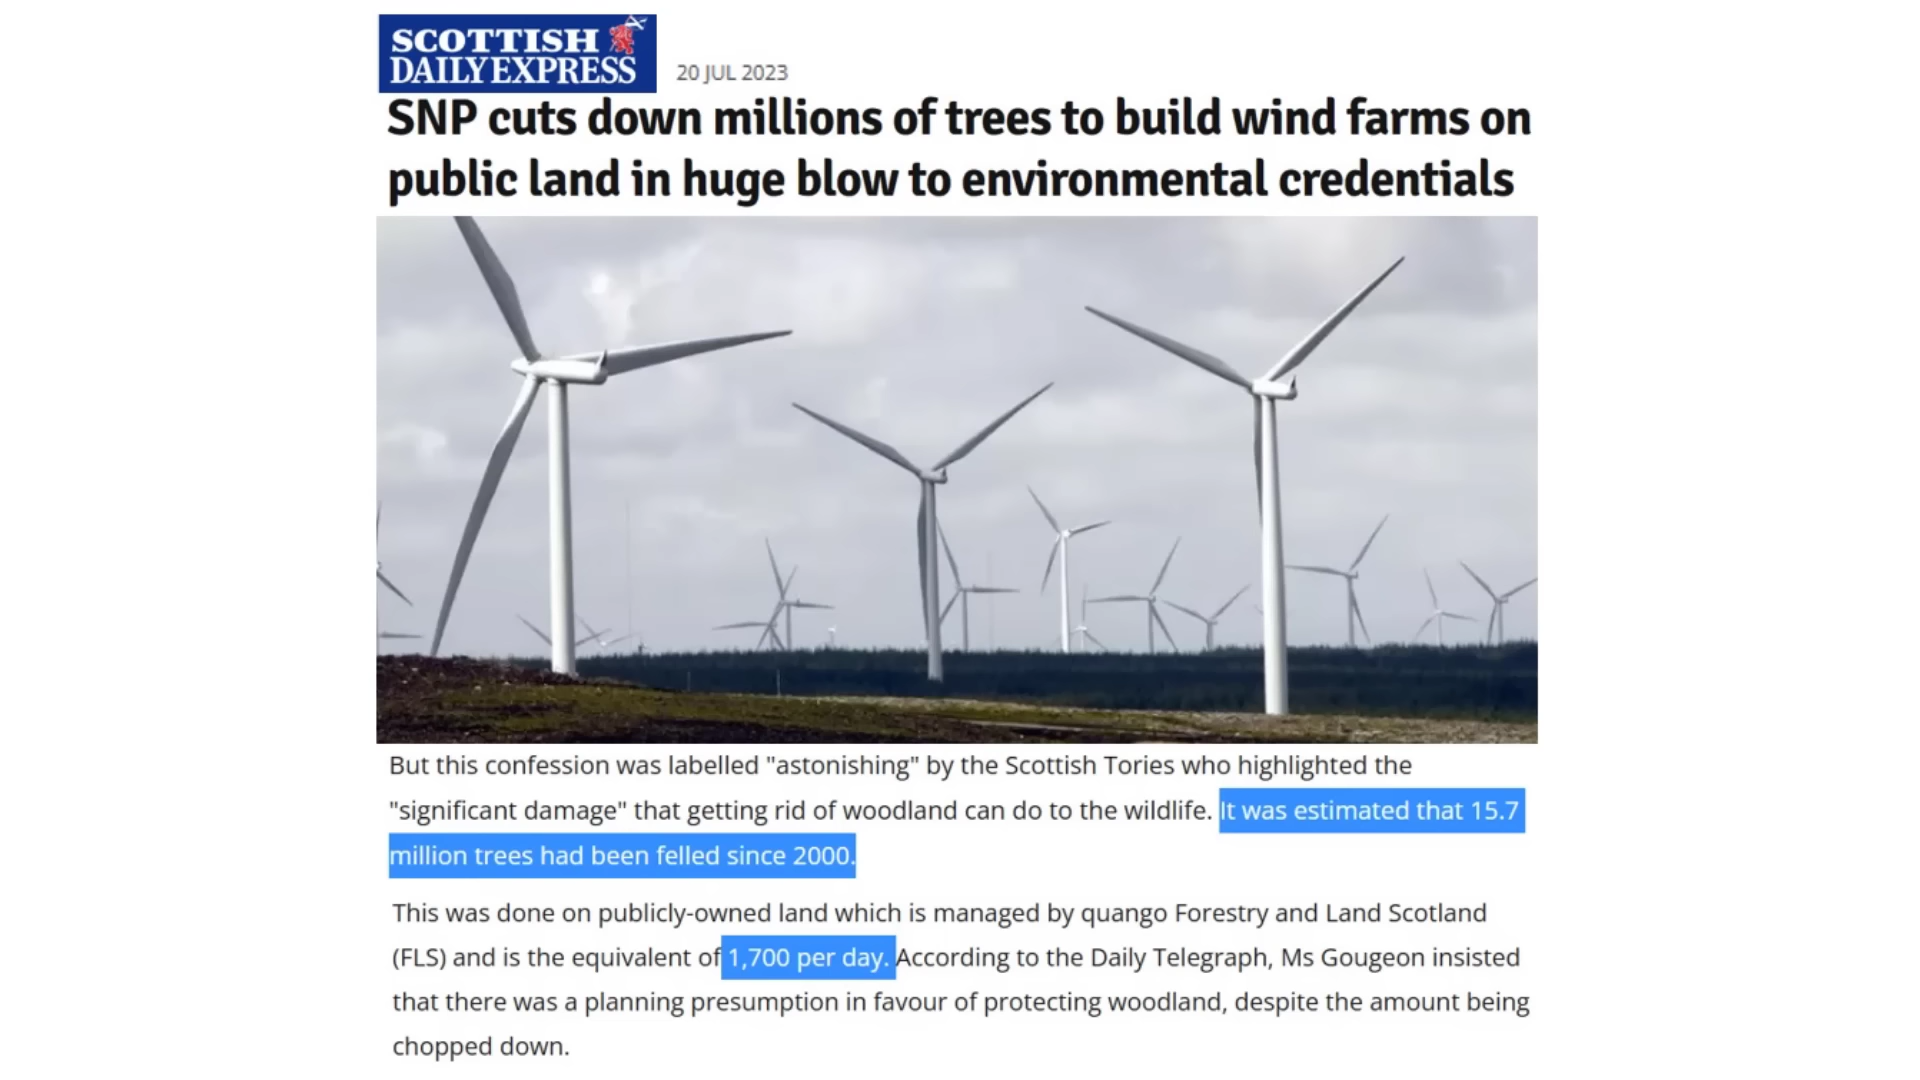 SCOTTISH
DAILY EXPRESS
20 JUL 2023
SNP cuts down millions of trees to build wind farms on
public land in huge blow to environmental credentials
But this confession was labelled "astonishing" by the Scottish Tories who highlighted the
"significant damage" that getting rid of woodland can do to the wildlife. It was estimated that 15.7
million trees had been felled since 2000.
This was done on publicly-owned land which is managed by quango Forestry and Land Scotland
(FLS) and is the equivalent of 1,700 per day. According to the Daily Telegraph, Ms Gougeon insisted
that there was a planning presumption in favour of protecting woodland, despite the amount being
chopped down.